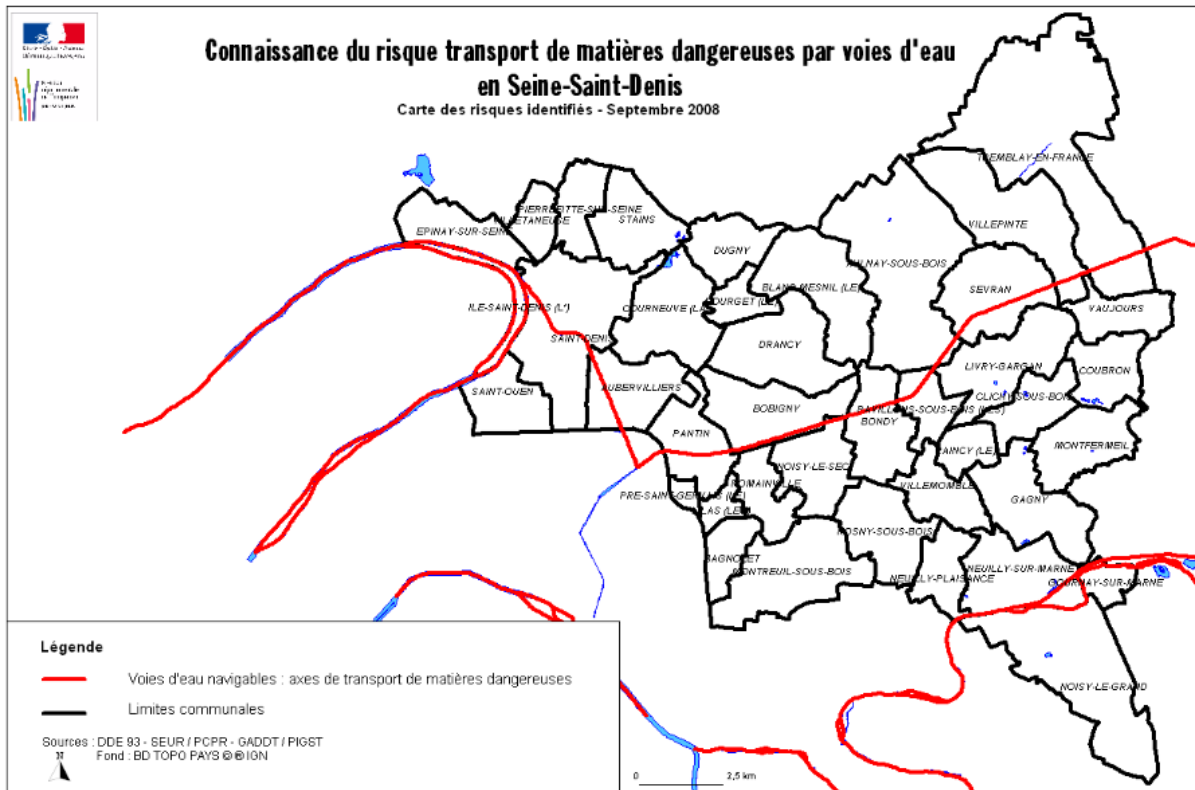 Connaissance du risque transport de matières dangereuses par voies d'eau
en Seine-Saint-Denis
Carte des risques identifiés - Septembre 2008
TREMBLAY-EN-FRANCE
PIERREFITTE-SUR-SEINE
VILLETANEUSE
STAINS
VILLEPINTE
EPINAY-SUR-SEINE
DUGNY
AULNAY-SOUS-BOIS
BLANC-MESNIL (LE)
SEVRAN
ILE-SAINT-DENIS (L')
COURNEUVE (LA)
BOURGET (LE)
VAUJOURS
SAINT-DENIS
DRANCY
LIVRY-GARGAN
COUBRON
SAINT-OUEN
AUBERVILLIERS
CLICHY-SOUS-BOIS
BOBIGNY
PAVILLONS-SOUS-BOIS (LES)
BONDY
PANTIN
MONTFERMEIL
RAINCY (LE)
NOISY-LE-SEC
ROMAINVILLE
VILLEMOMBLE
PRE-SAINT-GERVAIS (LE)
GAGNY
LILAS (LES)
ROSNY-SOUS-BOIS
BAGNOLET
MONTREUIL-SOUS-BOIS
NEUILLY-SUR-MARNE
NEUILLY-PLAISANCE
GOURNAY-SUR-MARNE
NOISY-LE-GRAND
Légende
Voies d'eau navigables : axes de transport de matières dangereuses
Limites communales
Sources : DDE 93 - SEUR / PCPR - GADDT / PIGST
Fond : BD TOPO PAYS © ® IGN
N
0 2,5 km